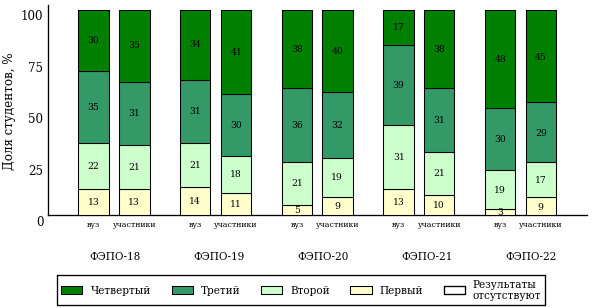 100
75
50
25
0
Доля студентов, %
30 35 34 41 38 40 17 38 48 45
35 31 31 30 36 32 39 31 30 29
22 21 21 18 21 19 31 21 19 17
13 13 14 11 5 9 13 10 3 9
вуз участники вуз участники вуз участники вуз участники вуз участники
ФЭПО-18 ФЭПО-19 ФЭПО-20 ФЭПО-21 ФЭПО-22
Четвертый Третий Второй Первый Результаты
отсутствуют